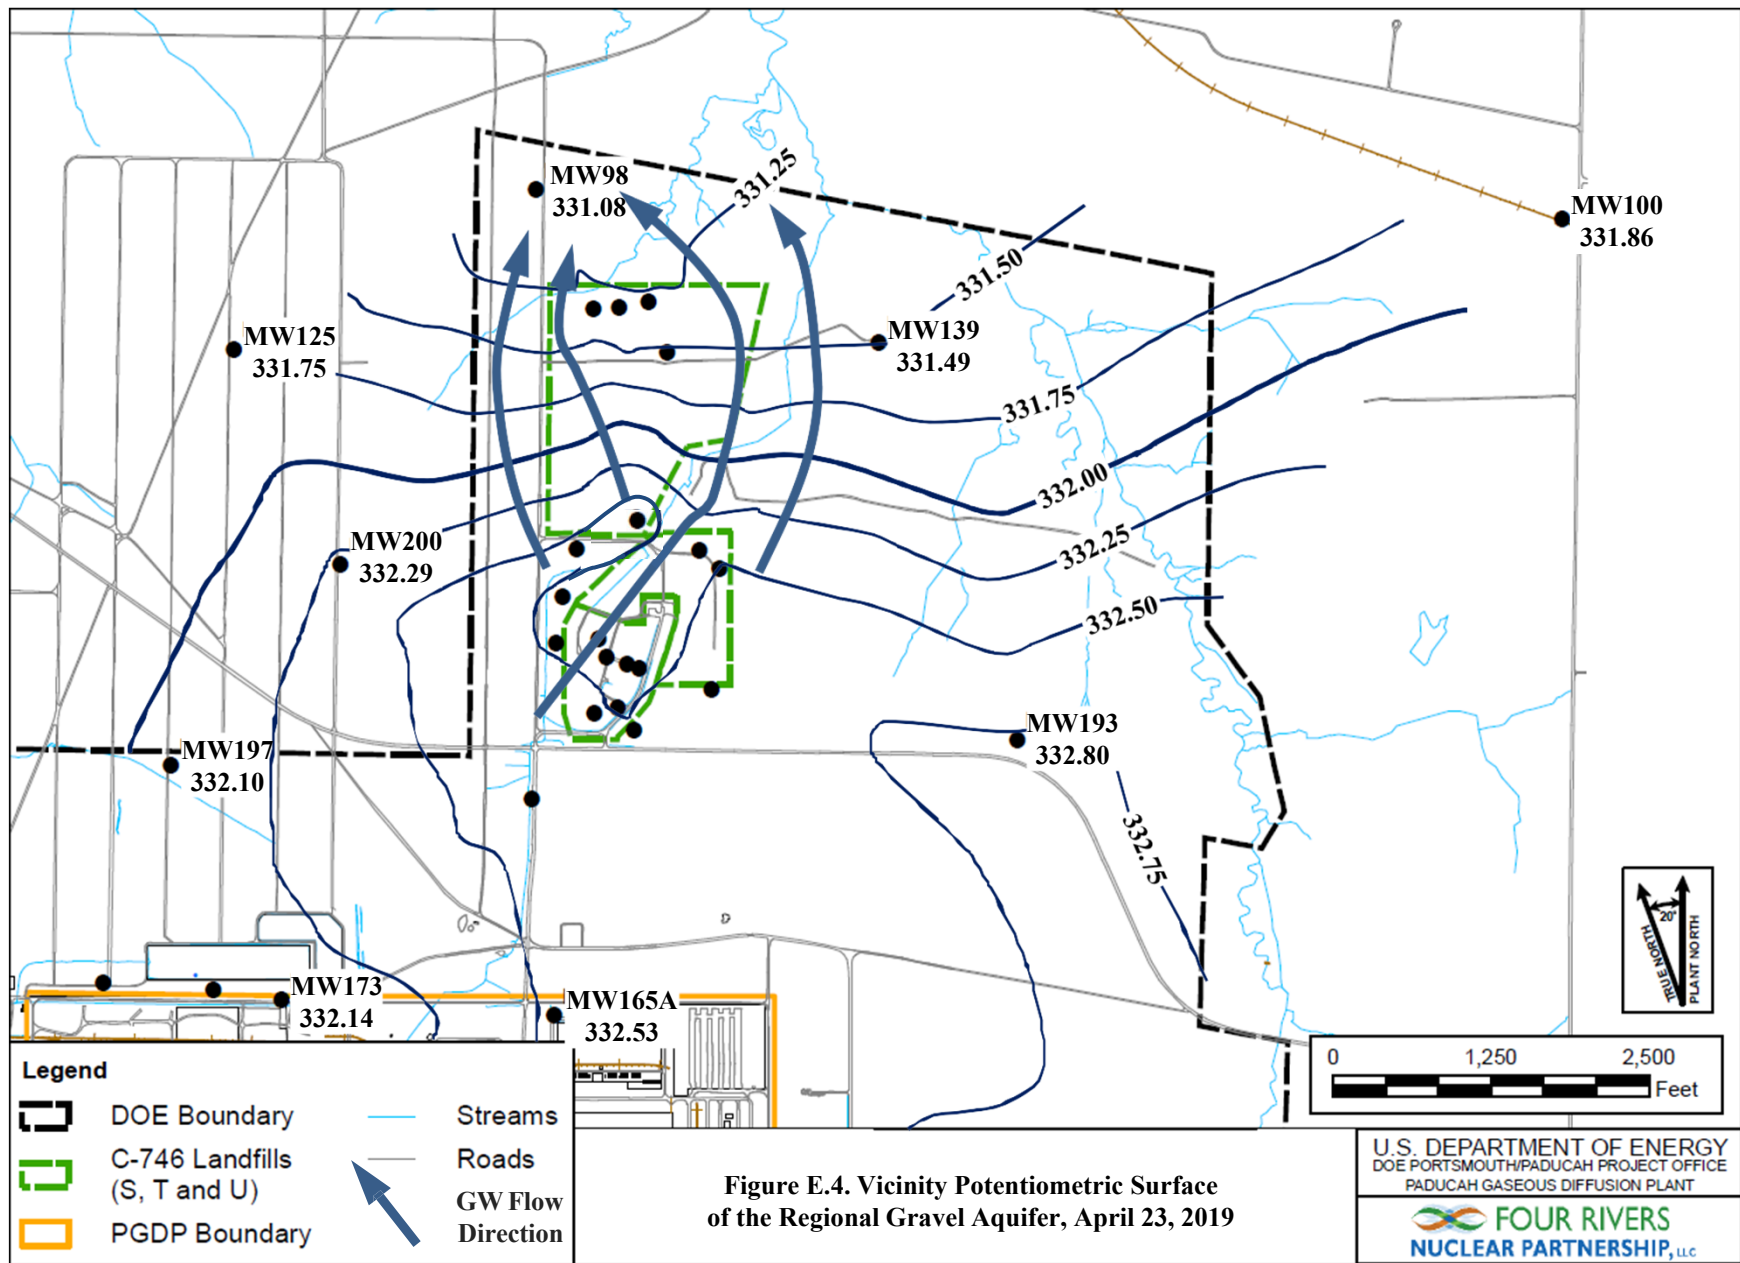 331.25
MW98
331.08
MW100
331.86
331.50
MW125
331.75
MW139
331.49
331.75
332.00
MW200
332.29
332.25
332.50
MW193
332.80
MW197
332.10
332.75
MW173
332.14
MW165A
332.53
20°
TRUE NORTH
PLANT NORTH
0 1,250 2,500
Feet
Legend
DOE Boundary
C-746 Landfills
(S, T and U)
PGDP Boundary
Streams
Roads
GW Flow
Direction
Figure E.4. Vicinity Potentiometric Surface
of the Regional Gravel Aquifer, April 23, 2019
U.S. DEPARTMENT OF ENERGY
DOE PORTSMOUTH/PADUCAH PROJECT OFFICE
PADUCAH GASEOUS DIFFUSION PLANT
FOUR RIVERS
NUCLEAR PARTNERSHIP, LLC